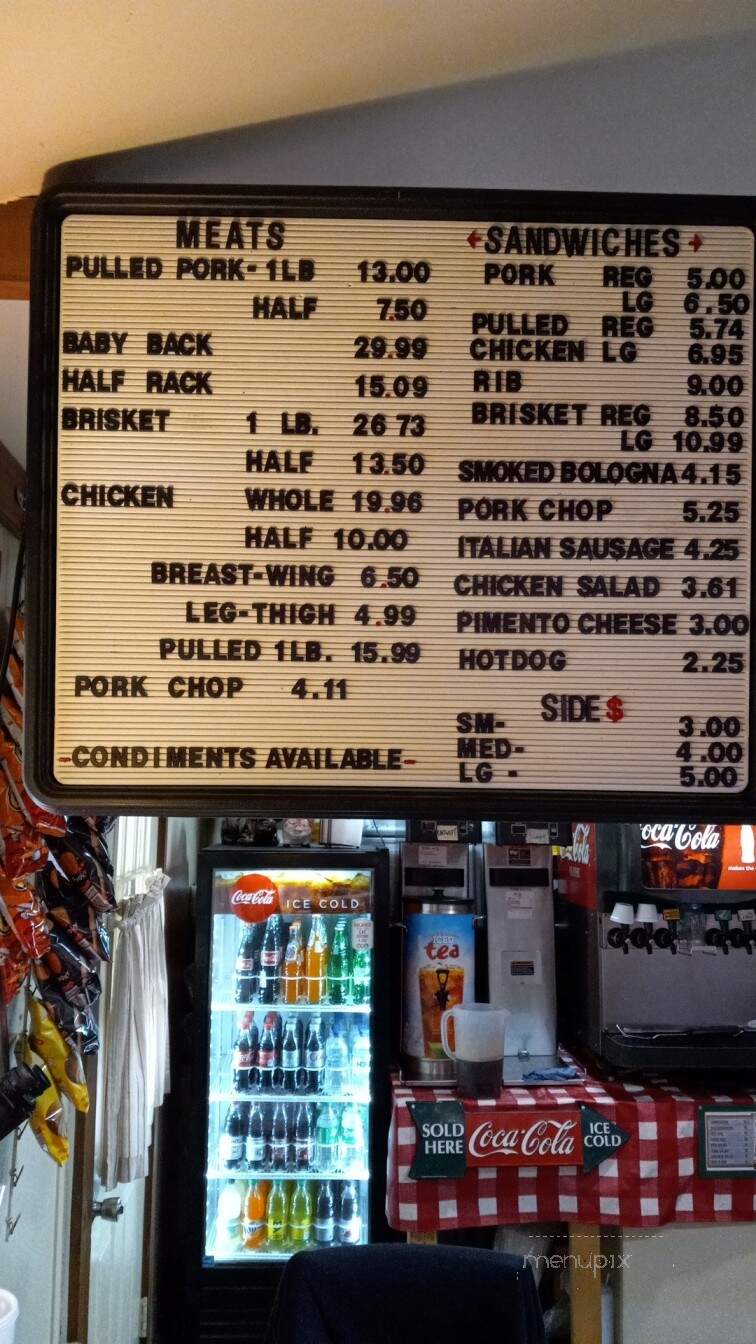 MEATS
PULLED PORK-1LB 13.00
HALF 7.50
BABY BACK 29.99
HALF RACK 15.09
BRISKET 1 LB. 26 73
HALF 13.50
CHICKEN WHOLE 19.96
HALF 10.00
BREAST-WING 6.50
LEG-THIGH 4.99
PULLED 1LB. 15.99
PORK CHOP 4.11
-CONDIMENTS AVAILABLE-
SANDWICHES
PORK REG 5.00
LG 6.50
PULLED REG 5.74
CHICKEN LG 6.95
RIB 9.00
BRISKET REG 8.50
LG 10.99
SMOKED BOLOGNA 4.15
PORK CHOP 5.25
ITALIAN SAUSAGE 4.25
CHICKEN SALAD 3.61
PIMENTO CHEESE 3.00
HOTDOG 2.25
SIDE$
SM- 3.00
MED- 4.00
LG - 5.00
Coca-Cola ICE COLD
tea
Coca-Cola
SOLD HERE Coca-Cola ICE COLD
menupix